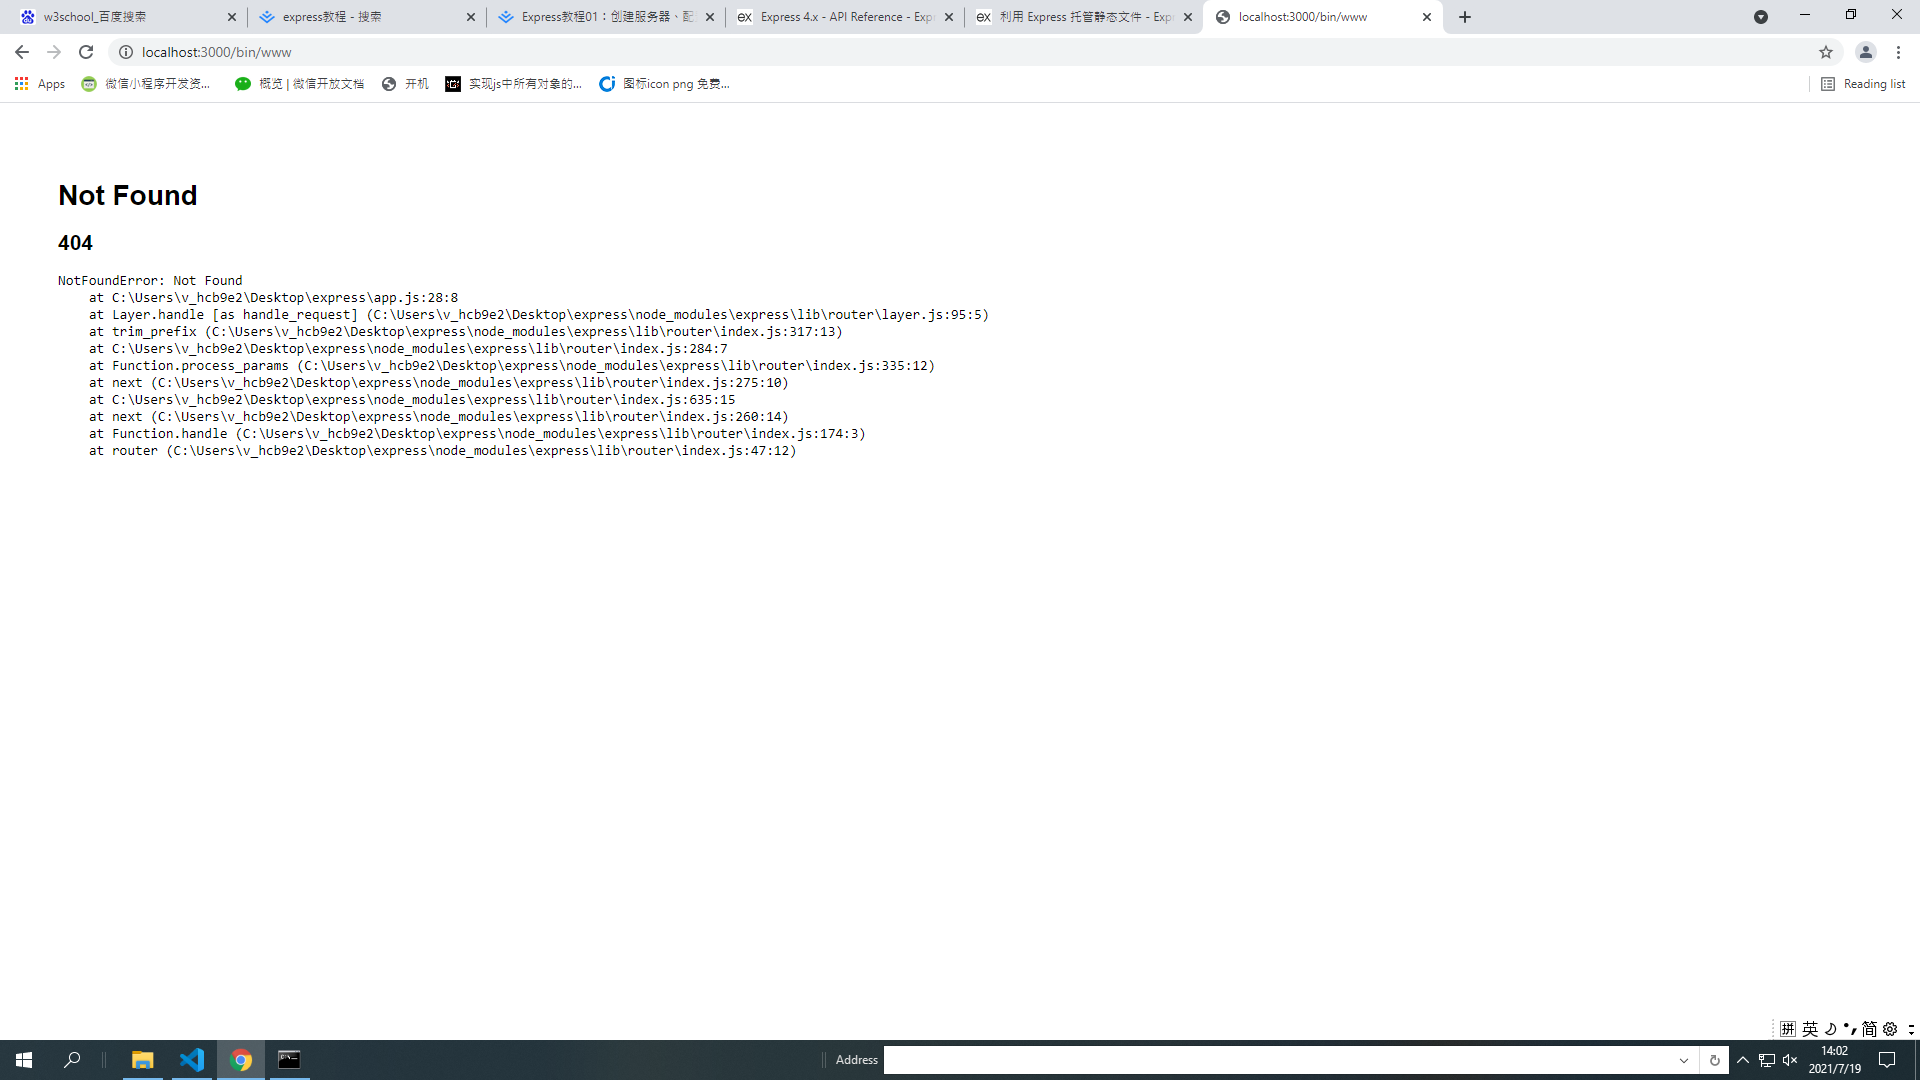 w3school_百度搜索
express教程 - 搜索
Express教程01：创建服务器、配
Express 4.x - API Reference - Exp
利用 Express 托管静态文件 - Exp
localhost:3000/bin/www
localhost:3000/bin/www
Apps
微信小程序开发资...
概览 | 微信开放文档
开机
实现js中所有对象的...
图标icon png 免费...
Reading list
Not Found
404
NotFoundError: Not Found
at C:\Users\v_hcb9e2\Desktop\express\app.js:28:8
at Layer.handle [as handle_request] (C:\Users\v_hcb9e2\Desktop\express\node_modules\express\lib\router\layer.js:95:5)
at trim_prefix (C:\Users\v_hcb9e2\Desktop\express\node_modules\express\lib\router\index.js:317:13)
at C:\Users\v_hcb9e2\Desktop\express\node_modules\express\lib\router\index.js:284:7
at Function.process_params (C:\Users\v_hcb9e2\Desktop\express\node_modules\express\lib\router\index.js:335:12)
at next (C:\Users\v_hcb9e2\Desktop\express\node_modules\express\lib\router\index.js:275:10)
at C:\Users\v_hcb9e2\Desktop\express\node_modules\express\lib\router\index.js:635:15
at next (C:\Users\v_hcb9e2\Desktop\express\node_modules\express\lib\router\index.js:260:14)
at Function.handle (C:\Users\v_hcb9e2\Desktop\express\node_modules\express\lib\router\index.js:174:3)
at router (C:\Users\v_hcb9e2\Desktop\express\node_modules\express\lib\router\index.js:47:12)
拼 英 简
Address
14:02
2021/7/19